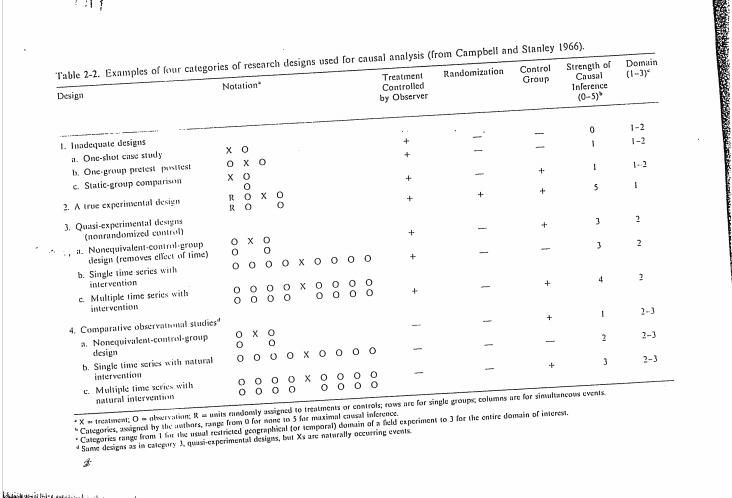 Table 2-2. Examples of four categories of research designs used for causal analysis (from Campbell and Stanley 1966).
Design Notationᵃ Treatment Controlled by Observer Randomization Control Group Strength of Causal Inference (0–5)ᵇ Domain (1–3)ᶜ
1. Inadequate designs
a. One-shot case study X O + — — 0 1-2
b. One-group pretest posttest O X O + — — 1 1-2
c. Static-group comparison X O + — + 1 1-2
O
2. A true experimental design R O X O + + + 5 1
R O O
3. Quasi-experimental designs
(nonrandomized control)
a. Nonequivalent-control-group O X O + — + 3 2
design (removes effect of time) O O
b. Single time series with O O O O X O O O O + — — 3 2
intervention
c. Multiple time series with O O O O X O O O O + — + 4 2
intervention O O O O O O O O
4. Comparative observational studiesᵈ
a. Nonequivalent-control-group O X O — — + 1 2-3
design O O
b. Single time series with natural O O O O X O O O O — — — 2 2-3
intervention
c. Multiple time series with O O O O X O O O O — — + 3 2-3
natural intervention O O O O O O O O
ᵃ X = treatment; O = observation; R = units randomly assigned to treatments or controls; rows are for single groups; columns are for simultaneous events.
ᵇ Categories, assigned by the authors, range from 0 for none to 5 for maximal causal inference.
ᶜ Categories range from 1 for the usual restricted geographical (or temporal) domain of a field experiment to 3 for the entire domain of interest.
ᵈ Same designs as in category 3, quasi-experimental designs, but Xs are naturally occurring events.